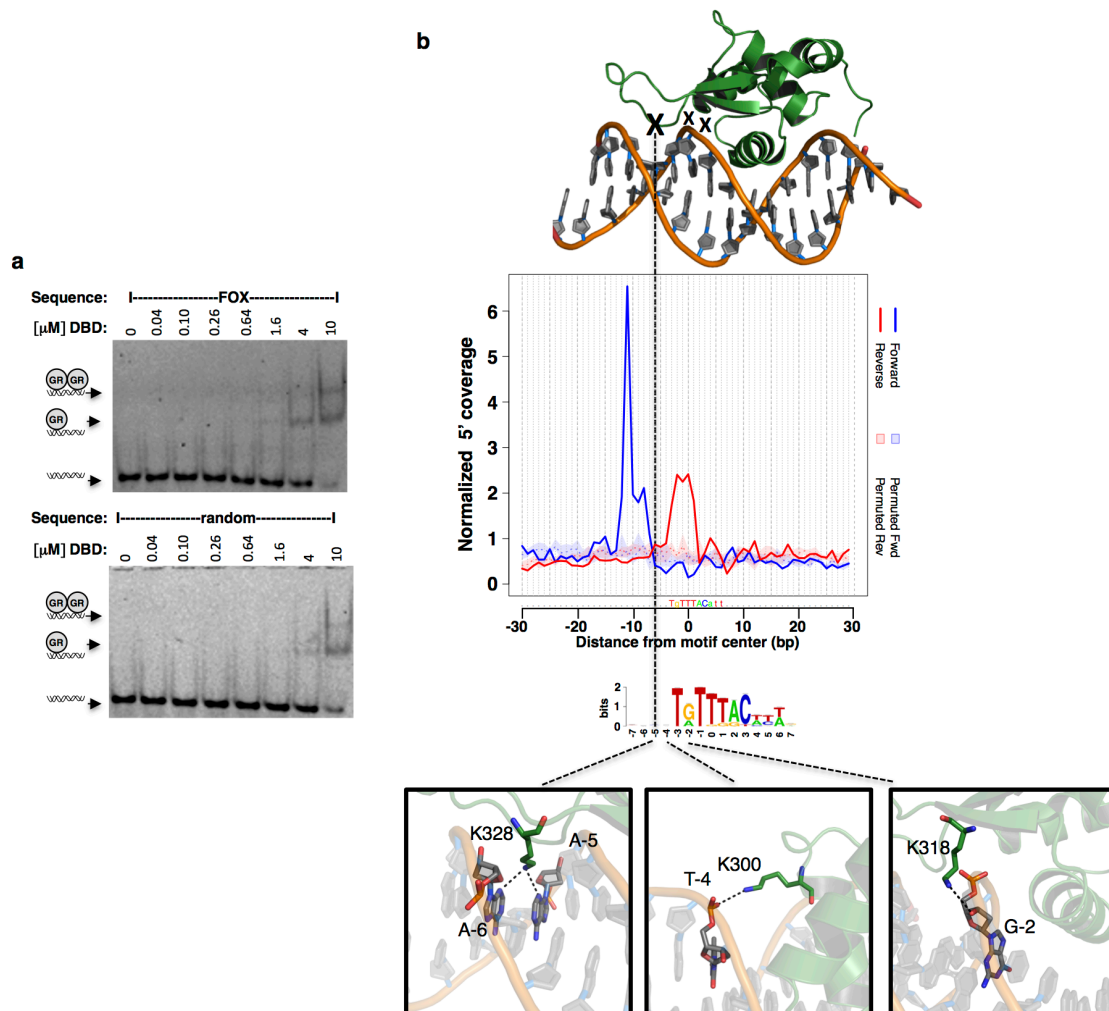 a
Sequence: I-----------------FOX-----------------I
[µM] DBD: 0 0.04 0.10 0.26 0.64 1.6 4 10
GR GR
GR
Sequence: I-----------------random-----------------I
[µM] DBD: 0 0.04 0.10 0.26 0.64 1.6 4 10
GR GR
GR
b
X X X
Normalized 5' coverage
6
5
4
3
2
1
0
Forward
Reverse
Permuted Fwd
Permuted Rev
TgTTTACatt
-30 -20 -10 0 10 20 30
Distance from motif center (bp)
bits
2
1
0
TGTTTAC
-7 -6 -5 -4 -3 -2 -1 0 1 2 3 4 5 6 7
K328
A-5
A-6
K300
T-4
K318
G-2